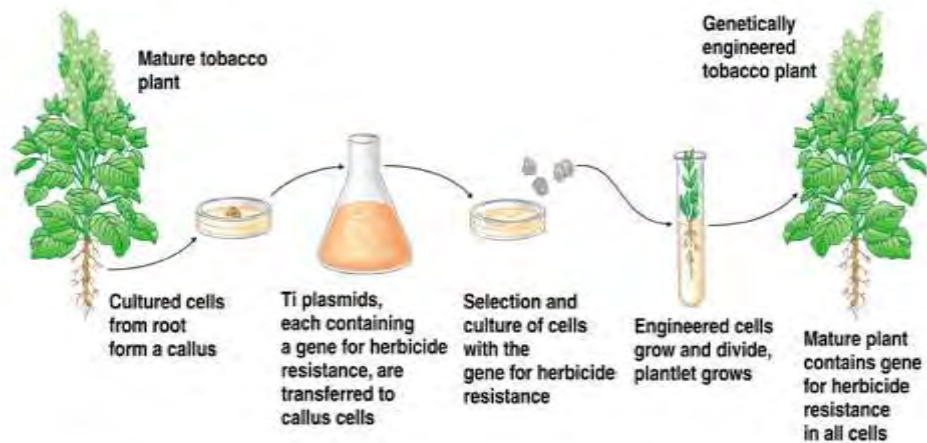 Mature tobacco
plant
Genetically
engineered
tobacco plant
Cultured cells
from root
form a callus
Ti plasmids,
each containing
a gene for herbicide
resistance, are
transferred to
callus cells
Selection and
culture of cells
with the
gene for herbicide
resistance
Engineered cells
grow and divide,
plantlet grows
Mature plant
contains gene
for herbicide
resistance
in all cells